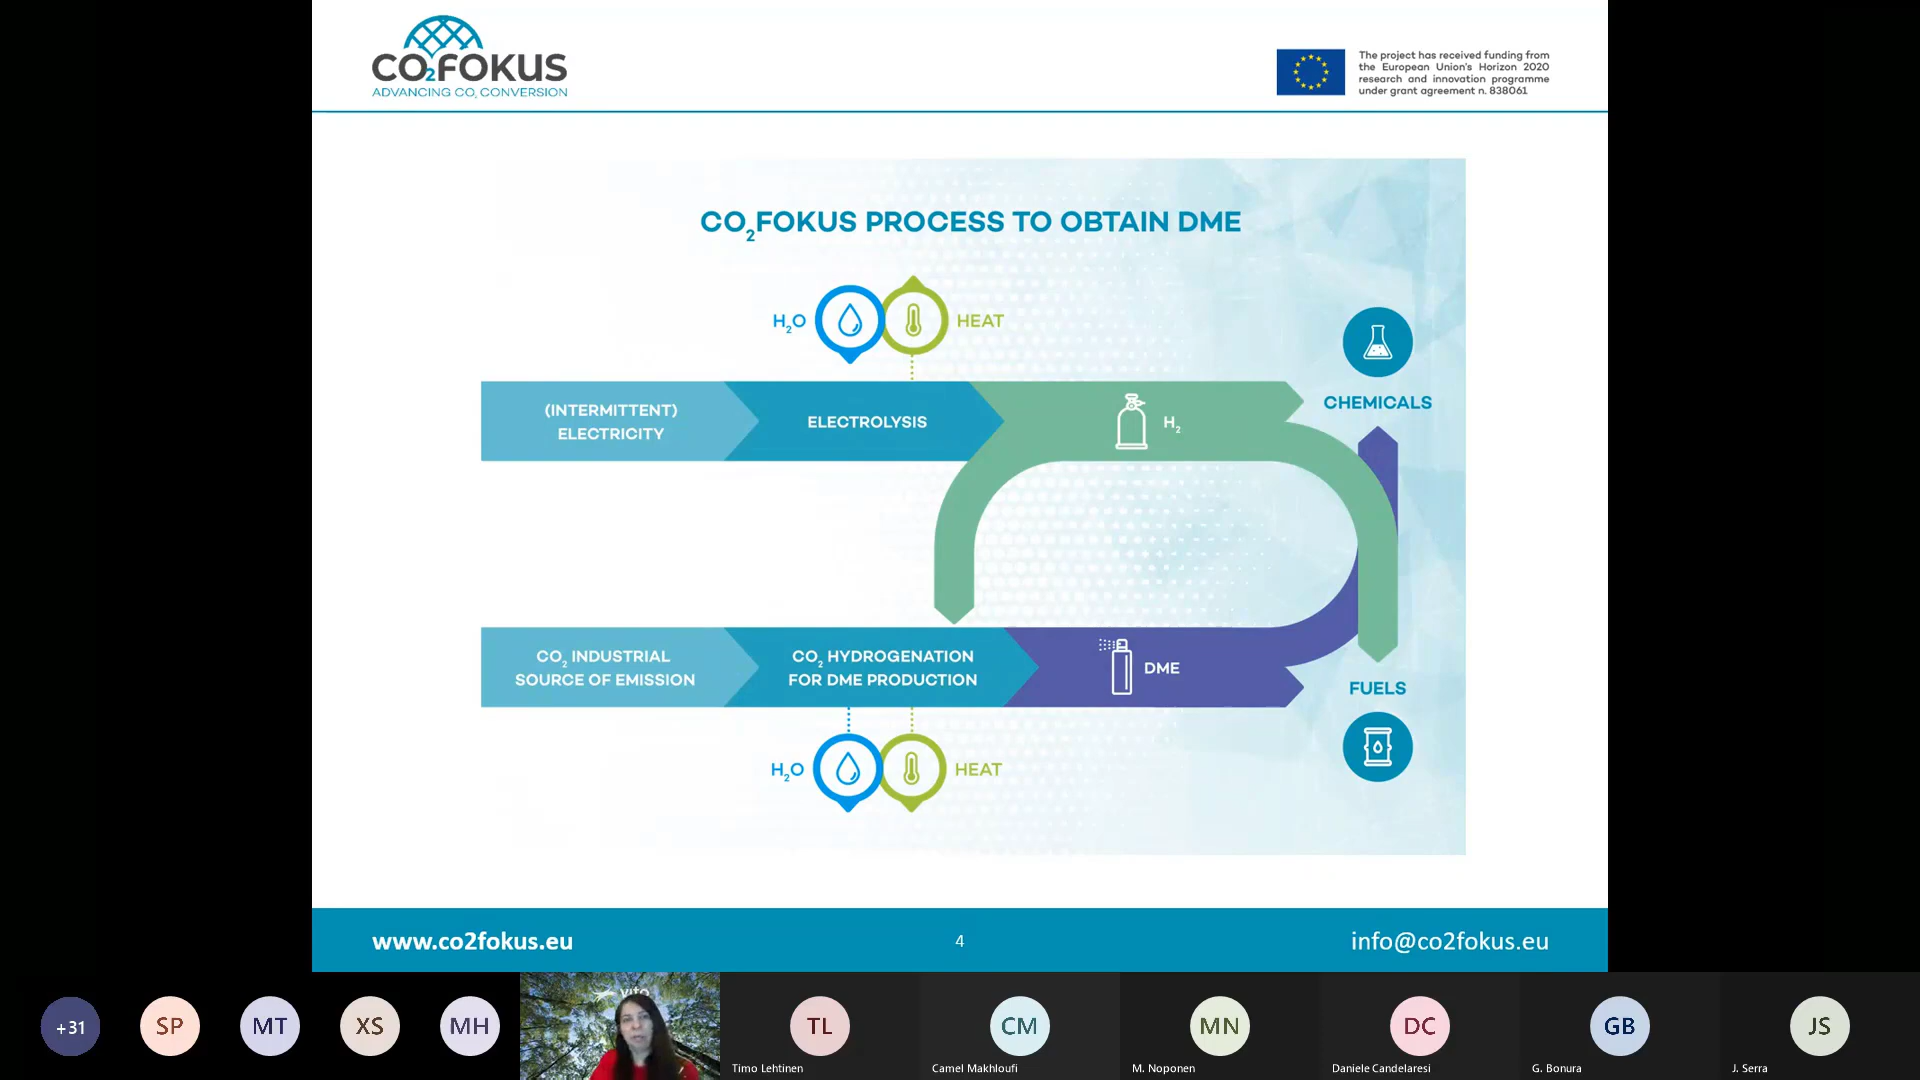 CO2FOKUS
ADVANCING CO2 CONVERSION
The project has received funding from
the European Union's Horizon 2020
research and innovation programme
under grant agreement n. 838061
CO2FOKUS PROCESS TO OBTAIN DME
H2O
HEAT
(INTERMITTENT)
ELECTRICITY
ELECTROLYSIS
H2
CHEMICALS
CO2 INDUSTRIAL
SOURCE OF EMISSION
CO2 HYDROGENATION
FOR DME PRODUCTION
DME
FUELS
H2O
HEAT
www.co2fokus.eu
4
info@co2fokus.eu
+31
SP
MT
XS
MH
vito
TL
CM
MN
DC
GB
JS
Timo Lehtinen
Camel Makhloufi
M. Noponen
Daniele Candelaresi
G. Bonura
J. Serra